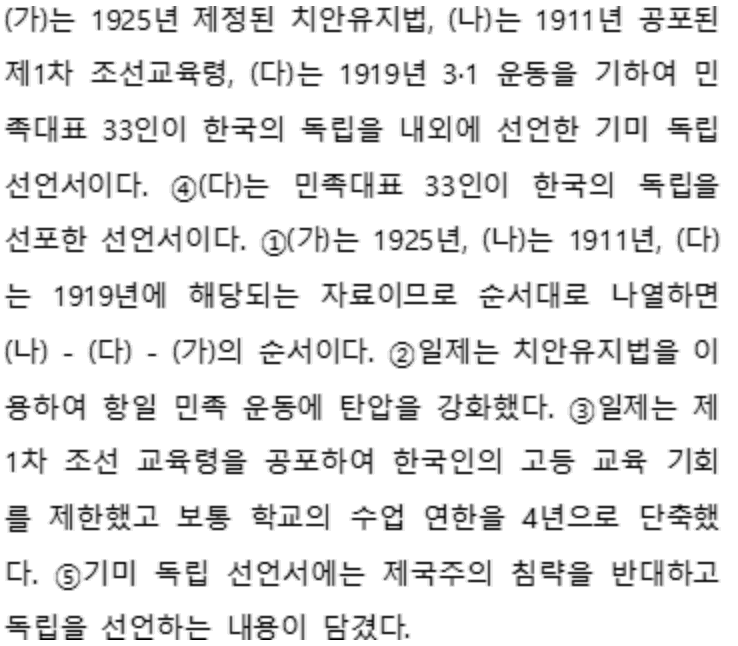 (가)는 1925년 제정된 치안유지법, (나)는 1911년 공포된
제1차 조선교육령, (다)는 1919년 3·1 운동을 기하여 민
족대표 33인이 한국의 독립을 내외에 선언한 기미 독립
선언서이다. ④(다)는 민족대표 33인이 한국의 독립을
선포한 선언서이다. ①(가)는 1925년, (나)는 1911년, (다)
는 1919년에 해당되는 자료이므로 순서대로 나열하면
(나) - (다) - (가)의 순서이다. ②일제는 치안유지법을 이
용하여 항일 민족 운동에 탄압을 강화했다. ③일제는 제
1차 조선 교육령을 공포하여 한국인의 고등 교육 기회
를 제한했고 보통 학교의 수업 연한을 4년으로 단축했
다. ⑤기미 독립 선언서에는 제국주의 침략을 반대하고
독립을 선언하는 내용이 담겼다.